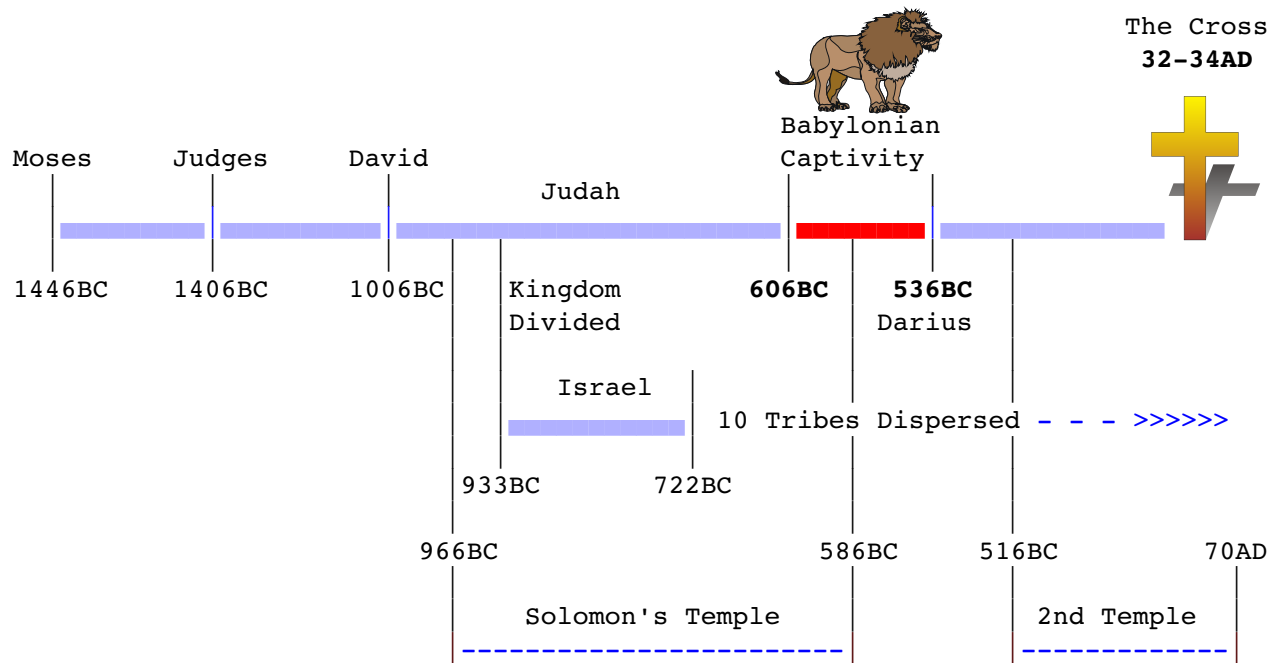 The Cross
32–34AD
Babylonian
Moses Judges David Captivity
Judah
1446BC 1406BC 1006BC Kingdom 606BC 536BC
Divided Darius
Israel
10 Tribes Dispersed - - - >>>>>>
933BC 722BC
966BC 586BC 516BC 70AD
Solomon's Temple 2nd Temple